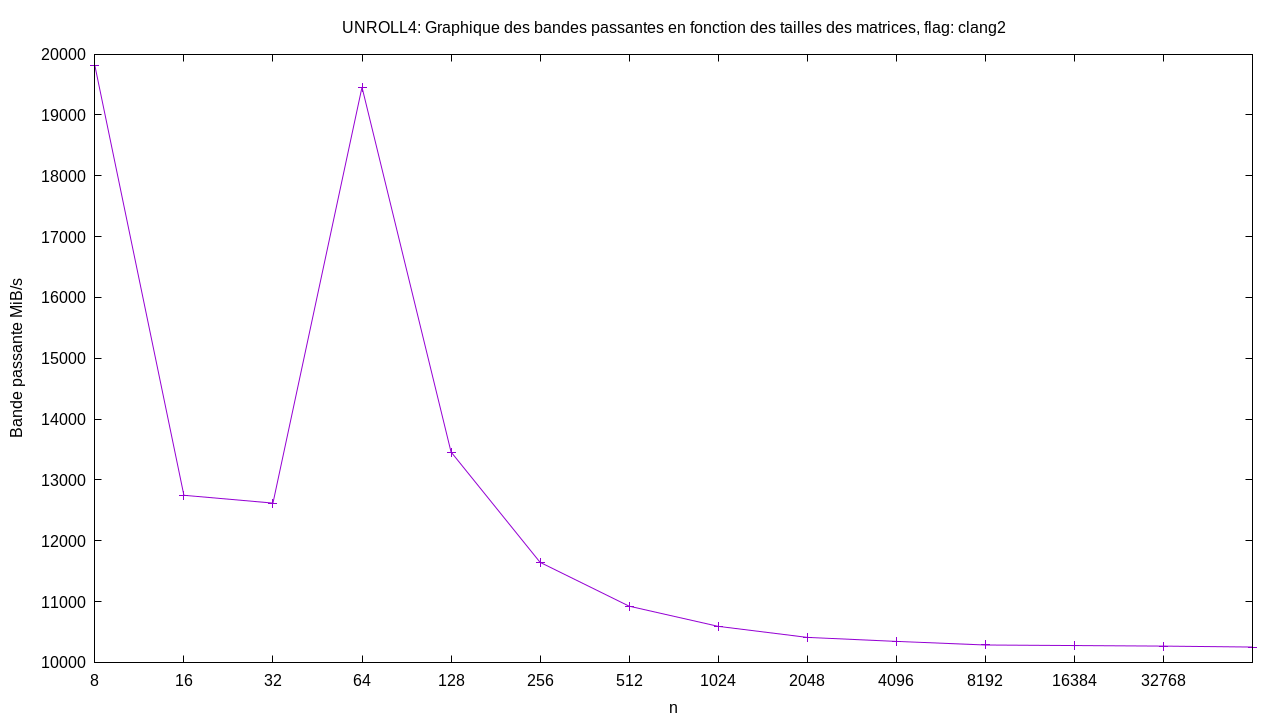 UNROLL4: Graphique des bandes passantes en fonction des tailles des matrices, flag: clang2
20000
19000
18000
17000
16000
15000
14000
13000
12000
11000
10000
Bande passante MiB/s
8 16 32 64 128 256 512 1024 2048 4096 8192 16384 32768
n